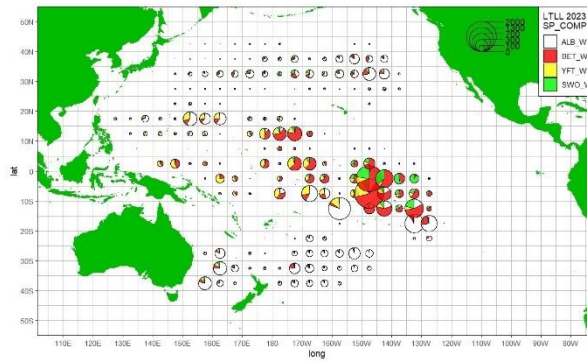 LTLL 2023
SP_COMP
ALB_W
BET_W
YFT_W
SWO_W
2000
50N
40N
30N
20N
10N
0
10S
20S
30S
40S
50S
lat
110E 120E 130E 140E 150E 160E 170E 180 170W 160W 150W 140W 130W 120W 110W 100W 90W 80W
long